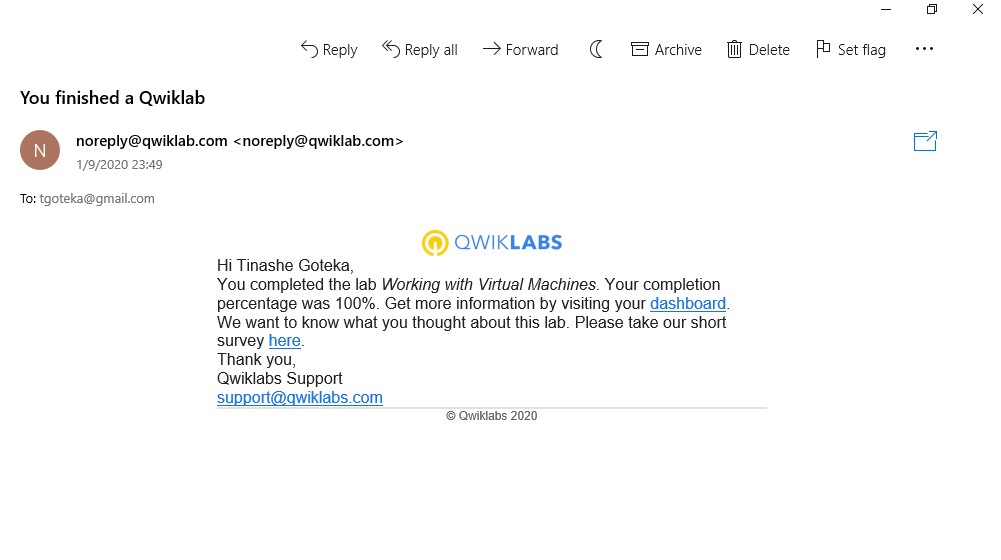 Reply Reply all Forward Archive Delete Set flag
You finished a Qwiklab
N
noreply@qwiklab.com <noreply@qwiklab.com>
1/9/2020 23:49
To: tgoteka@gmail.com
QWIKLABS
Hi Tinashe Goteka,
You completed the lab Working with Virtual Machines. Your completion
percentage was 100%. Get more information by visiting your dashboard.
We want to know what you thought about this lab. Please take our short
survey here.
Thank you,
Qwiklabs Support
support@qwiklabs.com
© Qwiklabs 2020